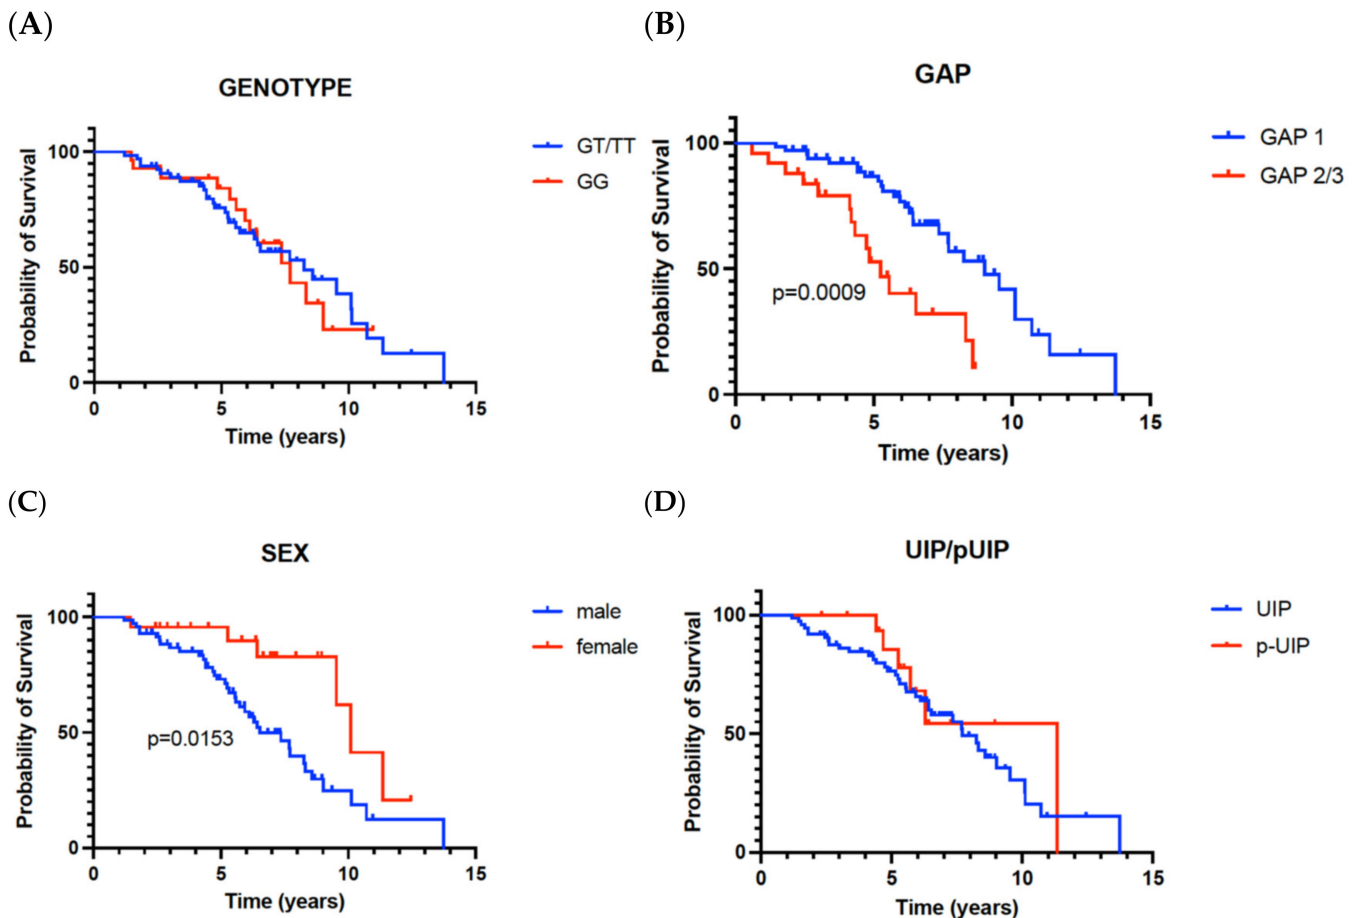 (A)
GENOTYPE
Probability of Survival
100
50
0
0 5 10 15
Time (years)
GT/TT
GG
(B)
GAP
Probability of Survival
100
50
0
0 5 10 15
Time (years)
p=0.0009
GAP 1
GAP 2/3
(C)
SEX
Probability of Survival
100
50
0
0 5 10 15
Time (years)
p=0.0153
male
female
(D)
UIP/pUIP
Probability of Survival
100
50
0
0 5 10 15
Time (years)
UIP
p-UIP